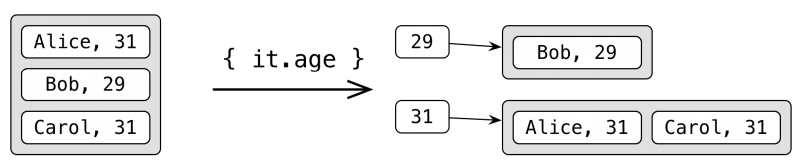 Alice, 31
Bob, 29
Carol, 31
{ it.age }
29
Bob, 29
31
Alice, 31
Carol, 31